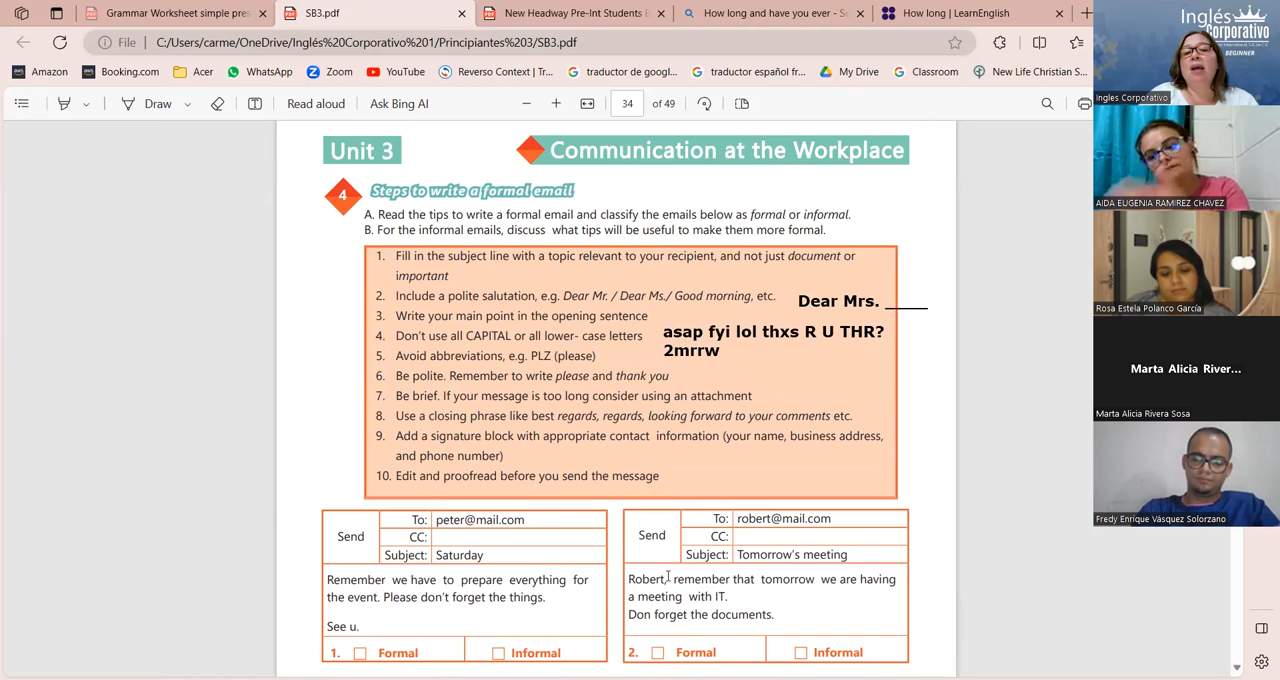 Grammar Worksheet simple pres
SB3.pdf
New Headway Pre-Int Students B
How long and have you ever - Se
How long | LearnEnglish
File
C:/Users/carme/OneDrive/Inglés%20Corporativo%201/Principiantes%203/SB3.pdf
Amazon
Booking.com
Acer
WhatsApp
Zoom
YouTube
Reverso Context | Tr...
traductor de googl...
traductor español fr...
My Drive
Classroom
New Life Christian S...
Draw
Read aloud
Ask Bing AI
34
of 49
Unit 3
Communication at the Workplace
4
Steps to write a formal email
A. Read the tips to write a formal email and classify the emails below as formal or informal.
B. For the informal emails, discuss what tips will be useful to make them more formal.
1. Fill in the subject line with a topic relevant to your recipient, and not just document or
important
2. Include a polite salutation, e.g. Dear Mr. / Dear Ms./ Good morning, etc.
Dear Mrs. _____
3. Write your main point in the opening sentence
4. Don't use all CAPITAL or all lower- case letters
asap fyi lol thxs R U THR?
2mrrw
5. Avoid abbreviations, e.g. PLZ (please)
6. Be polite. Remember to write please and thank you
7. Be brief. If your message is too long consider using an attachment
8. Use a closing phrase like best regards, regards, looking forward to your comments etc.
9. Add a signature block with appropriate contact information (your name, business address,
and phone number)
10. Edit and proofread before you send the message
Send
To: peter@mail.com
CC:
Subject: Saturday
Remember we have to prepare everything for
the event. Please don't forget the things.
See u.
1. Formal
Informal
Send
To: robert@mail.com
CC:
Subject: Tomorrow's meeting
Robert, remember that tomorrow we are having
a meeting with IT.
Don forget the documents.
2. Formal
Informal
Inglés
Corporativo
BEGINNER
Ingles Corporativo
AIDA EUGENIA RAMIREZ CHAVEZ
Rosa Estela Polanco García
Marta Alicia River...
Marta Alicia Rivera Sosa
Fredy Enrique Vásquez Solorzano